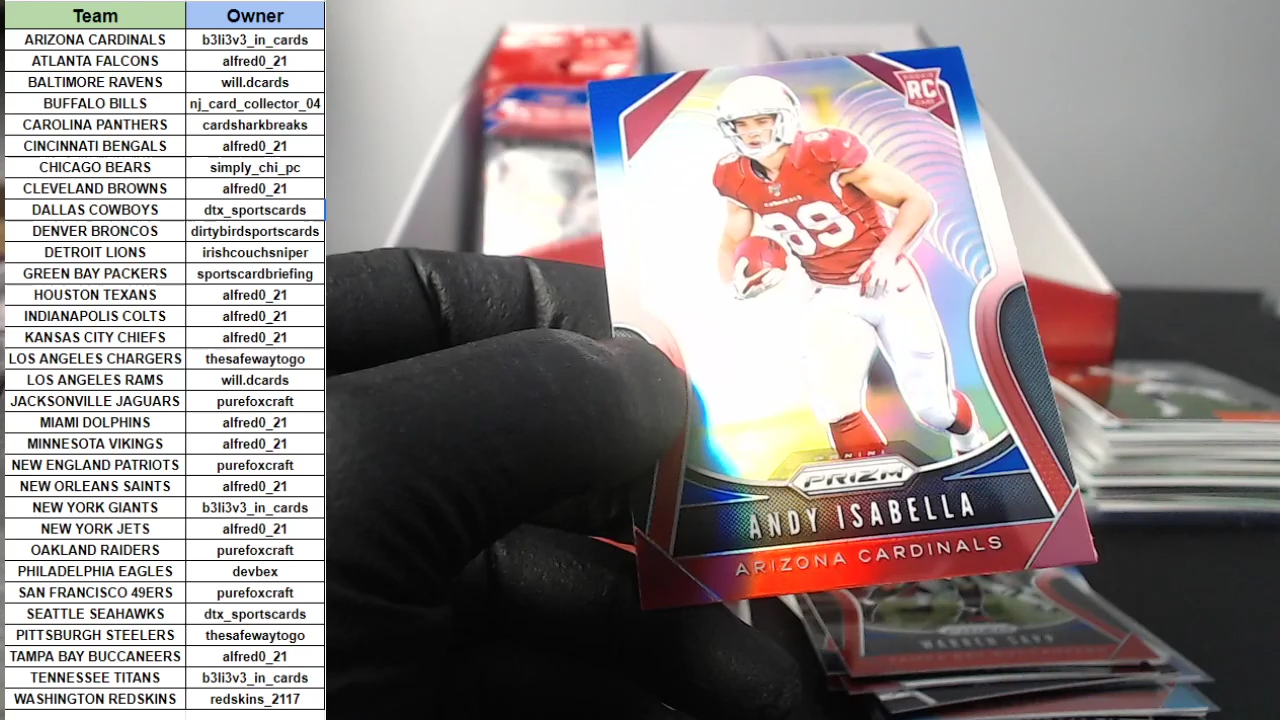 Team Owner
ARIZONA CARDINALS b3li3v3_in_cards
ATLANTA FALCONS alfred0_21
BALTIMORE RAVENS will.dcards
BUFFALO BILLS nj_card_collector_04
CAROLINA PANTHERS cardsharkbreaks
CINCINNATI BENGALS alfred0_21
CHICAGO BEARS simply_chi_pc
CLEVELAND BROWNS alfred0_21
DALLAS COWBOYS dtx_sportscards
DENVER BRONCOS dirtybirdsportscards
DETROIT LIONS irishcouchsniper
GREEN BAY PACKERS sportscardbriefing
HOUSTON TEXANS alfred0_21
INDIANAPOLIS COLTS alfred0_21
KANSAS CITY CHIEFS alfred0_21
LOS ANGELES CHARGERS thesafewaytogo
LOS ANGELES RAMS will.dcards
JACKSONVILLE JAGUARS purefoxcraft
MIAMI DOLPHINS alfred0_21
MINNESOTA VIKINGS alfred0_21
NEW ENGLAND PATRIOTS purefoxcraft
NEW ORLEANS SAINTS alfred0_21
NEW YORK GIANTS b3li3v3_in_cards
NEW YORK JETS alfred0_21
OAKLAND RAIDERS purefoxcraft
PHILADELPHIA EAGLES devbex
SAN FRANCISCO 49ERS purefoxcraft
SEATTLE SEAHAWKS dtx_sportscards
PITTSBURGH STEELERS thesafewaytogo
TAMPA BAY BUCCANEERS alfred0_21
TENNESSEE TITANS b3li3v3_in_cards
WASHINGTON REDSKINS redskins_2117
ROOKIE
RC
CARD
CARDINALS
89
PANINI
PRIZM
ANDY ISABELLA
ARIZONA CARDINALS
WARREN SAPP